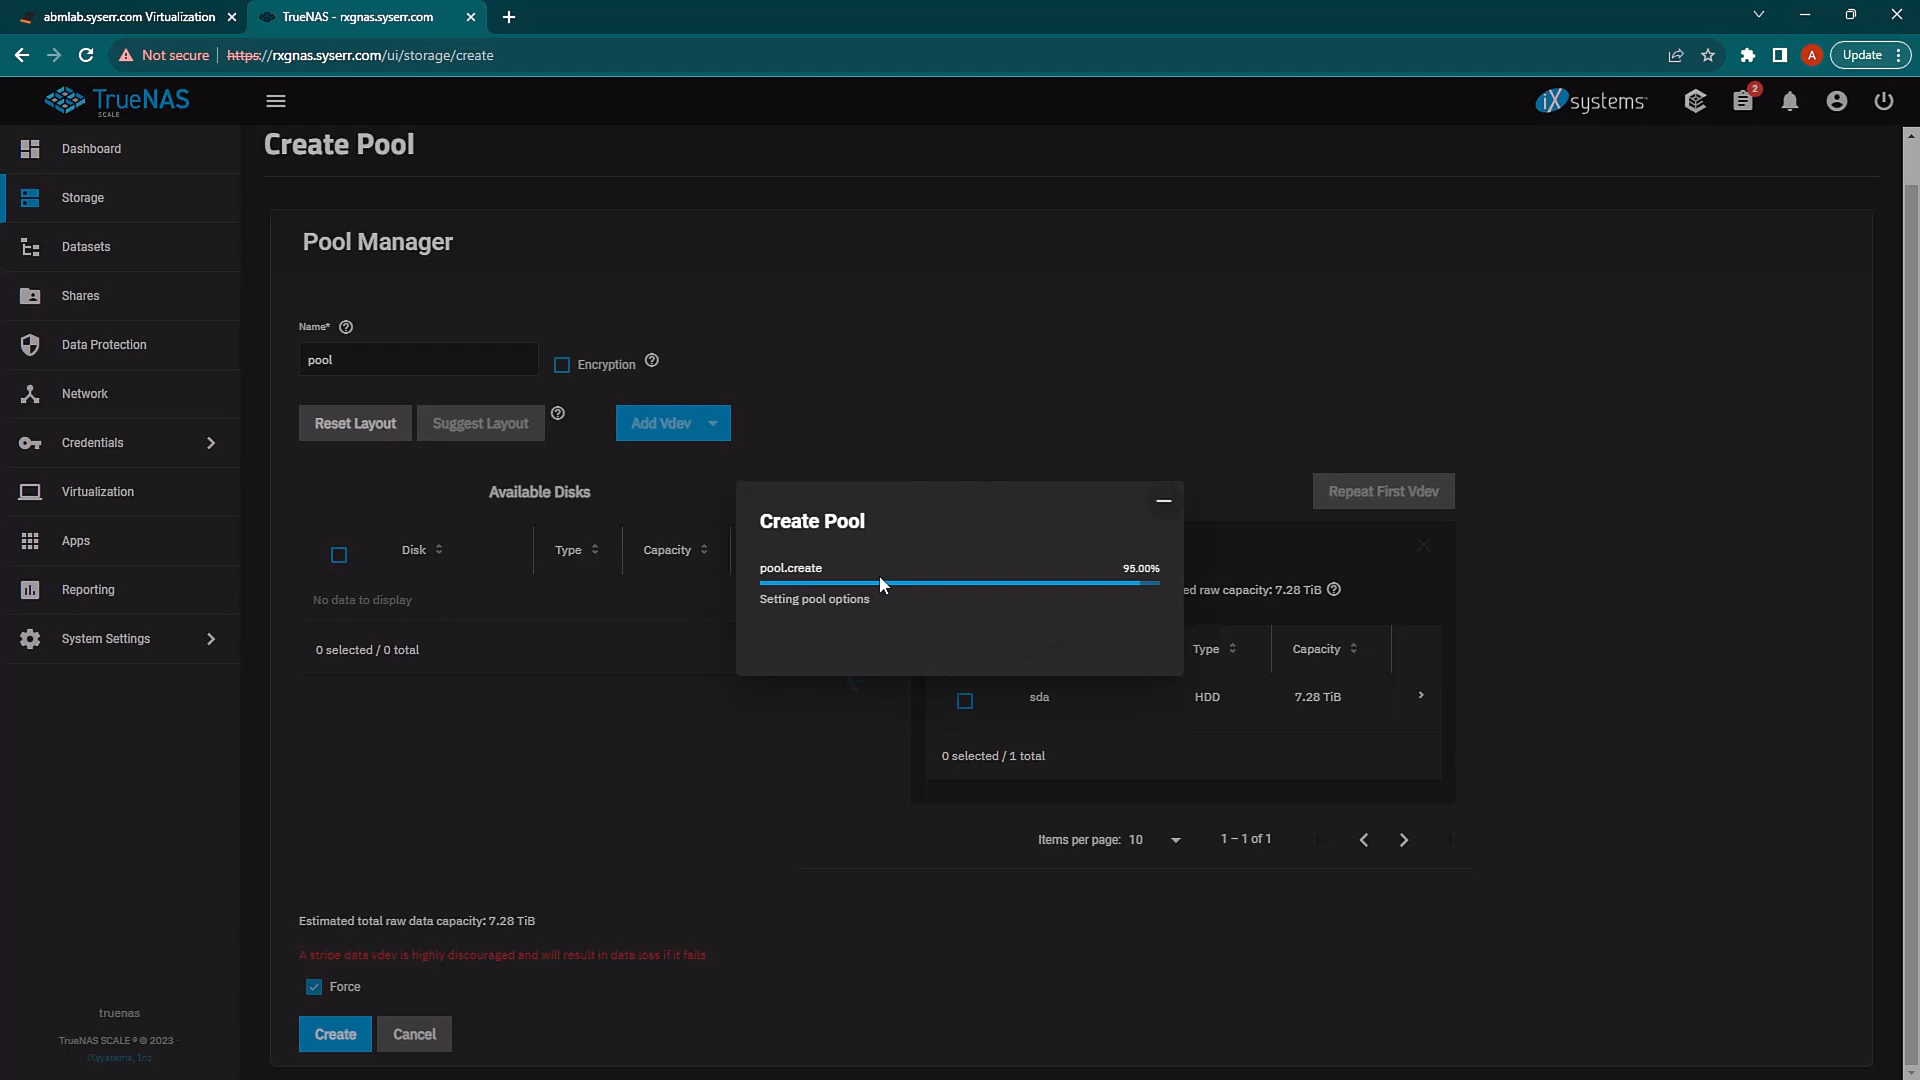 abmlab.syserr.com Virtualization
TrueNAS - rxgnas.syserr.com
Not secure
https://rxgnas.syserr.com/ui/storage/create
A
Update
TrueNAS
SCALE
iX systems
2
Create Pool
Dashboard
Storage
Datasets
Shares
Data Protection
Network
Credentials
Virtualization
Apps
Reporting
System Settings
Pool Manager
Name*
pool
Encryption
Reset Layout
Suggest Layout
Add Vdev
Available Disks
Repeat First Vdev
Disk
Type
Capacity
No data to display
0 selected / 0 total
Create Pool
pool.create
95.00%
Setting pool options
ed raw capacity: 7.28 TiB
Type
Capacity
sda
HDD
7.28 TiB
0 selected / 1 total
Items per page: 10
1 – 1 of 1
Estimated total raw data capacity: 7.28 TiB
A stripe data vdev is highly discouraged and will result in data loss if it fails
Force
Create
Cancel
truenas
TrueNAS SCALE ® © 2023 -
iXsystems, Inc